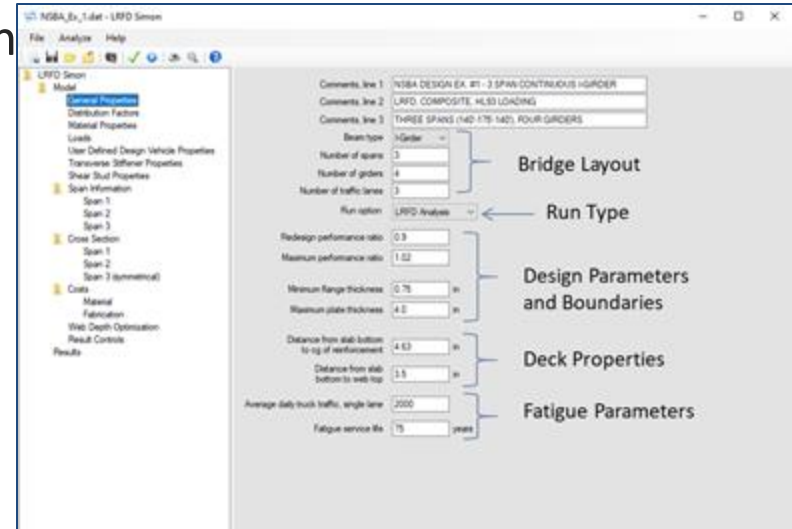 n
NSBA_Ex_1.dat - LRFD Simon
File Analyze Help
LRFD Simon
Model
General Properties
Distribution Factors
Material Properties
Loads
User Defined Design Vehicle Properties
Transverse Stiffener Properties
Shear Stud Properties
Span Information
Span 1
Span 2
Span 3
Cross Section
Span 1
Span 2
Span 3 (symmetrical)
Costs
Material
Fabrication
Web Depth Optimization
Result Controls
Results
Comments, line 1 NSBA DESIGN EX. #1 - 3 SPAN CONTINUOUS I-GIRDER
Comments, line 2 LRFD, COMPOSITE, HL93 LOADING
Comments, line 3 THREE SPANS (140-175-140), FOUR GIRDERS
Beam type I-Girder
Number of spans 3
Number of girders 4
Number of traffic lanes 3
Bridge Layout
Run option LRFD Analysis
Run Type
Redesign performance ratio 0.9
Maximum performance ratio 1.02
Minimum flange thickness 0.75 in
Maximum plate thickness 4.0 in
Design Parameters
and Boundaries
Distance from slab bottom
to cg of reinforcement 4.63 in
Distance from slab
bottom to web top 3.5 in
Deck Properties
Average daily truck traffic, single lane 2000
Fatigue service life 75 years
Fatigue Parameters